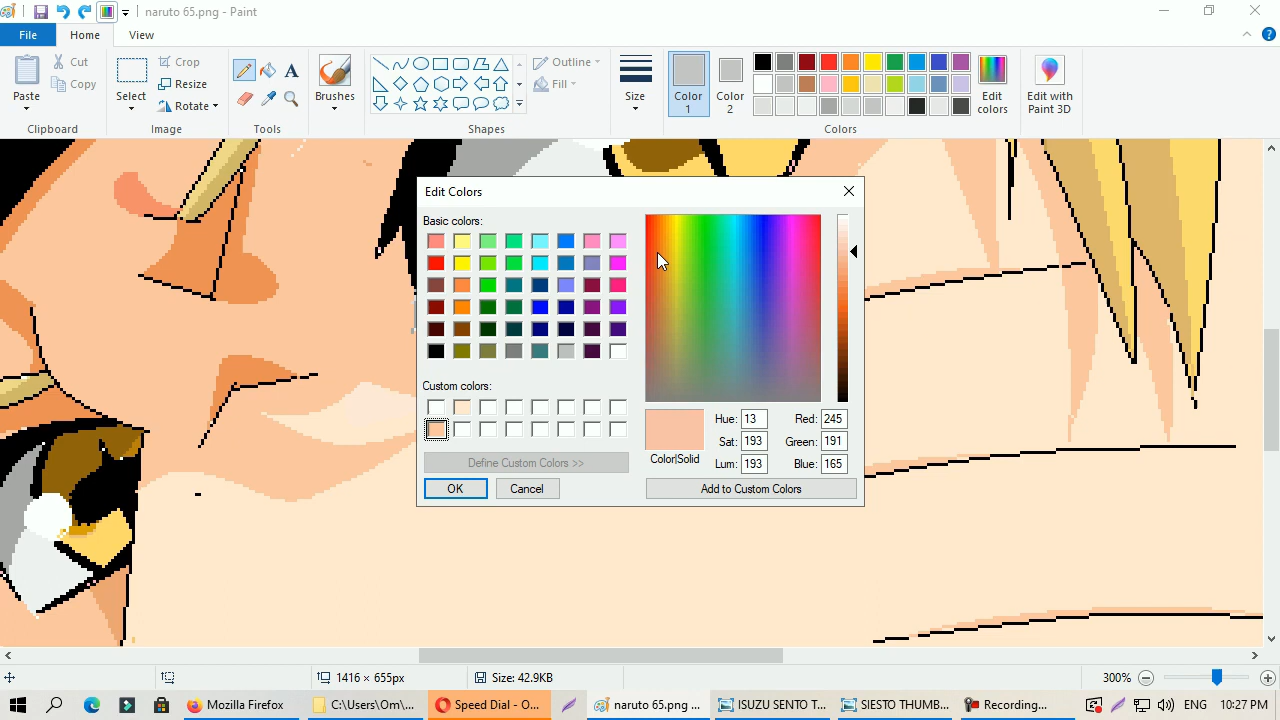 naruto 65.png - Paint
File Home View
Paste Cut Copy Clipboard
Select Crop Resize Rotate Image
Tools
Brushes
Outline Fill Shapes
Size
Color 1 Color 2 Edit colors Colors
Edit with Paint 3D
Edit Colors
Basic colors:
Custom colors:
Define Custom Colors >>
OK Cancel
Color|Solid
Hue: 13 Red: 245
Sat: 193 Green: 191
Lum: 193 Blue: 165
Add to Custom Colors
1416 × 655px Size: 42.9KB 300%
Mozilla Firefox C:\Users\Om\... Speed Dial - O... naruto 65.png ... ISUZU SENTO T... SIESTO THUMB... Recording... ENG 10:27 PM